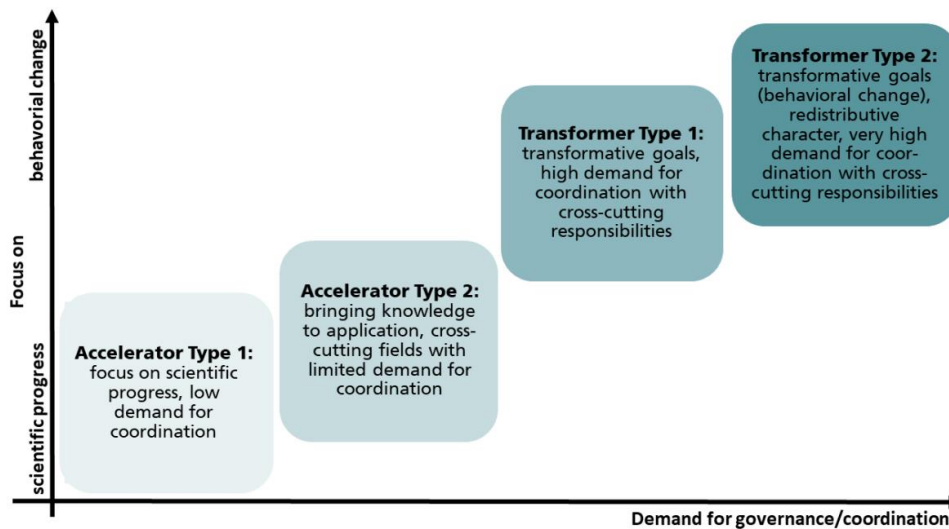 behavorial change
Focus on
scientific progress
Accelerator Type 1:
focus on scientific
progress, low
demand for
coordination
Accelerator Type 2:
bringing knowledge
to application, cross-
cutting fields with
limited demand for
coordination
Transformer Type 1:
transformative goals,
high demand for
coordination with
cross-cutting
responsibilities
Transformer Type 2:
transformative goals
(behavioral change),
redistributive
character, very high
demand for coor-
dination with cross-
cutting responsibilities
Demand for governance/coordination